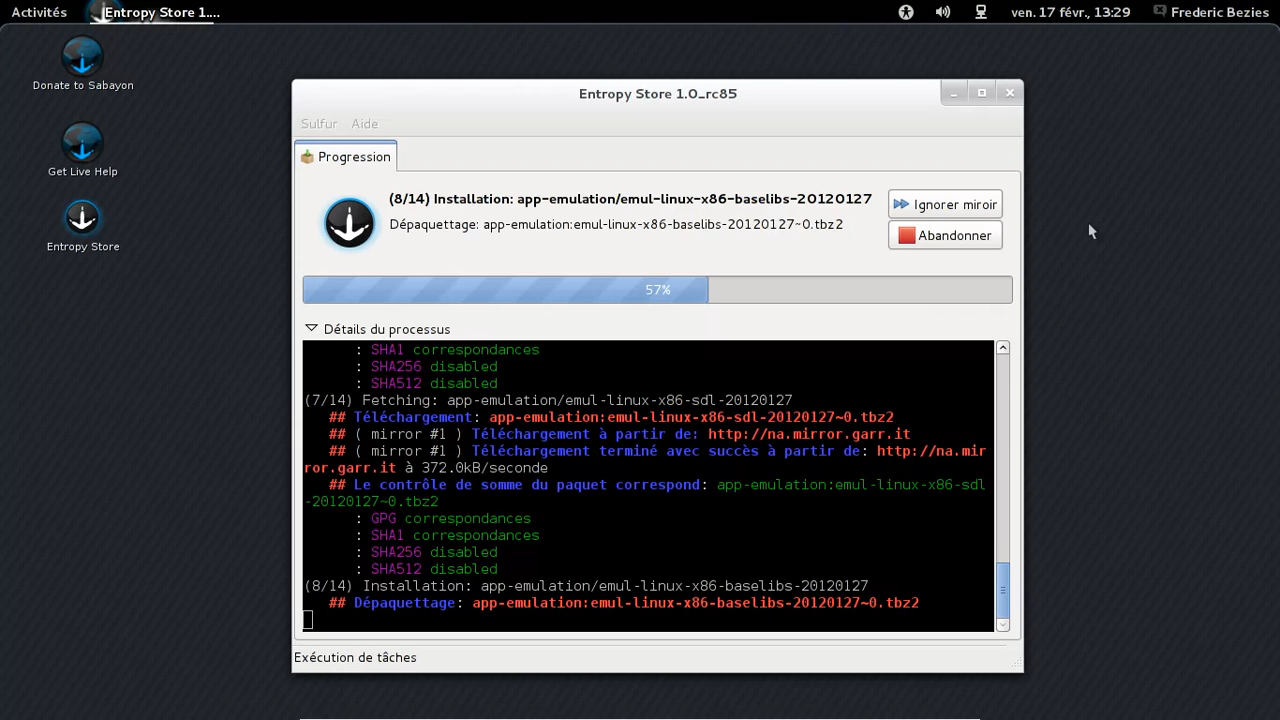 Activités
Entropy Store 1....
ven. 17 févr., 13:29
Frederic Bezies
Donate to Sabayon
Get Live Help
Entropy Store
Entropy Store 1.0_rc85
Sulfur Aide
Progression
(8/14) Installation: app-emulation/emul-linux-x86-baselibs-20120127
Dépaquettage: app-emulation:emul-linux-x86-baselibs-20120127~0.tbz2
Ignorer miroir
Abandonner
57%
Détails du processus
: SHA1 correspondances
: SHA256 disabled
: SHA512 disabled
(7/14) Fetching: app-emulation/emul-linux-x86-sdl-20120127
## Téléchargement: app-emulation:emul-linux-x86-sdl-20120127~0.tbz2
## ( mirror #1 ) Téléchargement à partir de: http://na.mirror.garr.it
## ( mirror #1 ) Téléchargement terminé avec succès à partir de: http://na.mir
ror.garr.it à 372.0kB/seconde
## Le contrôle de somme du paquet correspond: app-emulation:emul-linux-x86-sdl
-20120127~0.tbz2
: GPG correspondances
: SHA1 correspondances
: SHA256 disabled
: SHA512 disabled
(8/14) Installation: app-emulation/emul-linux-x86-baselibs-20120127
## Dépaquettage: app-emulation:emul-linux-x86-baselibs-20120127~0.tbz2
Exécution de tâches